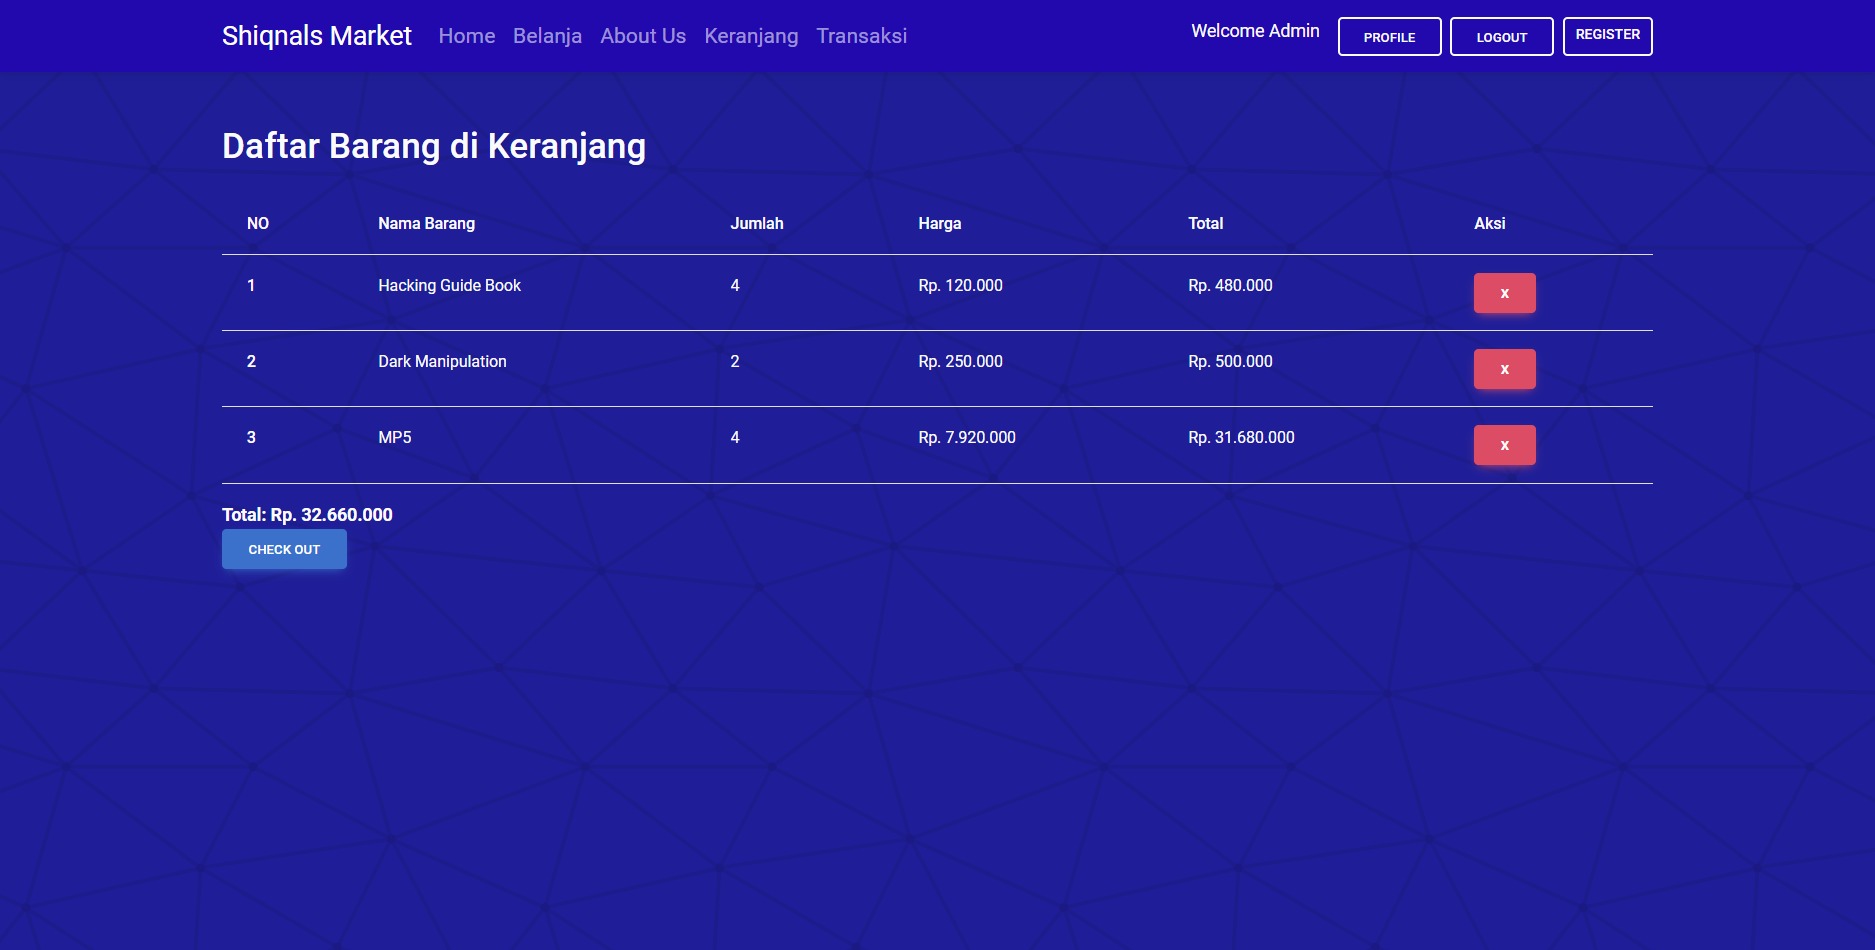 Shiqnals Market Home Belanja About Us Keranjang Transaksi Welcome Admin PROFILE LOGOUT REGISTER
Daftar Barang di Keranjang
NO Nama Barang Jumlah Harga Total Aksi
1 Hacking Guide Book 4 Rp. 120.000 Rp. 480.000 X
2 Dark Manipulation 2 Rp. 250.000 Rp. 500.000 X
3 MP5 4 Rp. 7.920.000 Rp. 31.680.000 X
Total: Rp. 32.660.000
CHECK OUT